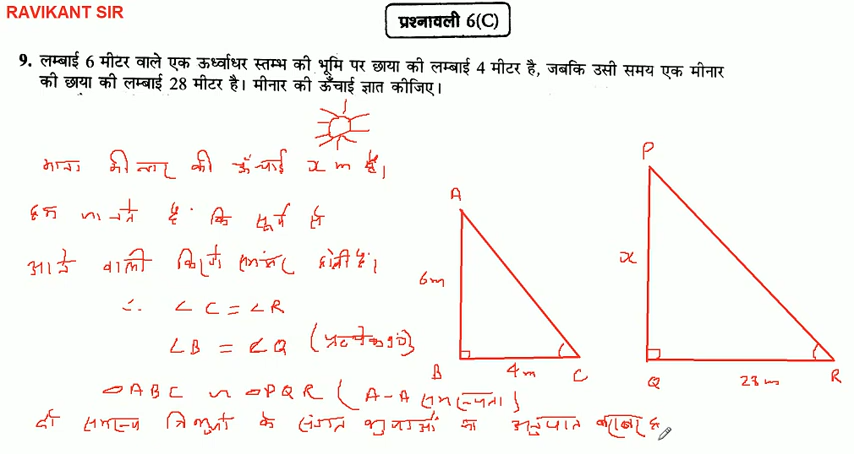 RAVIKANT SIR
प्रश्नावली 6(C)
9. लम्बाई 6 मीटर वाले एक ऊर्ध्वाधर स्तम्भ की भूमि पर छाया की लम्बाई 4 मीटर है, जबकि उसी समय एक मीनार
की छाया की लम्बाई 28 मीटर है। मीनार की ऊँचाई ज्ञात कीजिए।
माना मीनार की ऊँचाई x m है।
हम जानते हैं कि सूर्य से
आने वाली किरणें समांतर होती हैं।
∴ ∠C = ∠R
∠B = ∠Q (प्रत्येक 90°)
△ABC ~ △PQR (A-A समरूपता)
दो समरूप त्रिभुजों के संगत भुजाओं का अनुपात बराबर ह
A
6m
B
4m
C
P
x
Q
28m
R